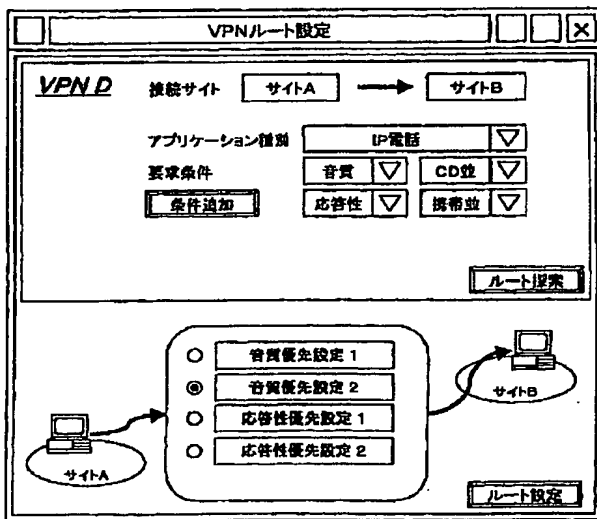 VPNルート設定
VPN D 接続サイト サイトA サイトB
アプリケーション種別 IP電話
要求条件 音質 CD並
条件追加 応答性 携帯並
ルート探索
音質優先設定 1
音質優先設定 2
応答性優先設定 1
応答性優先設定 2
サイトB
サイトA
ルート設定